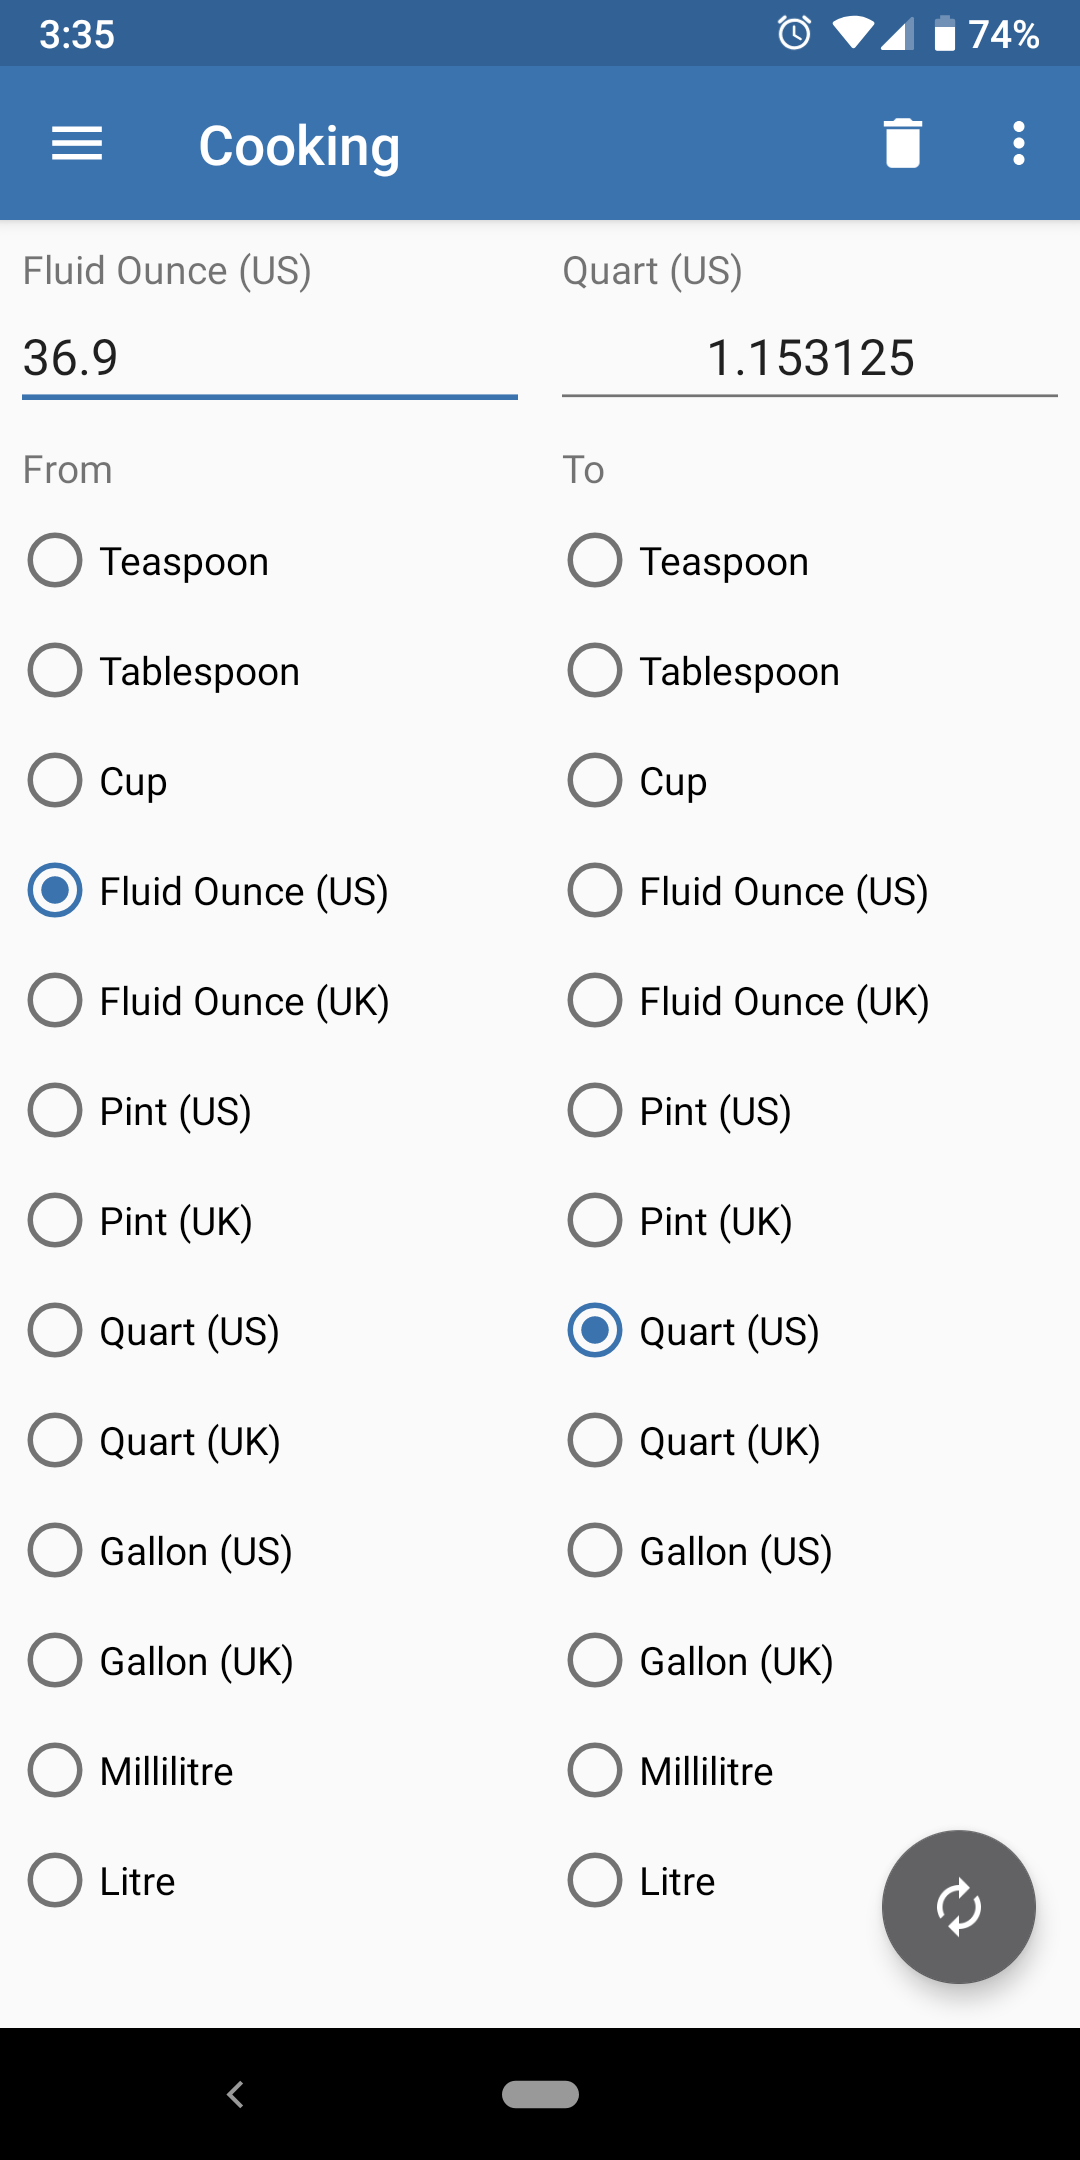 3:35 74%
Cooking
Fluid Ounce (US) Quart (US)
36.9 1.153125
From To
Teaspoon Teaspoon
Tablespoon Tablespoon
Cup Cup
Fluid Ounce (US) Fluid Ounce (US)
Fluid Ounce (UK) Fluid Ounce (UK)
Pint (US) Pint (US)
Pint (UK) Pint (UK)
Quart (US) Quart (US)
Quart (UK) Quart (UK)
Gallon (US) Gallon (US)
Gallon (UK) Gallon (UK)
Millilitre Millilitre
Litre Litre